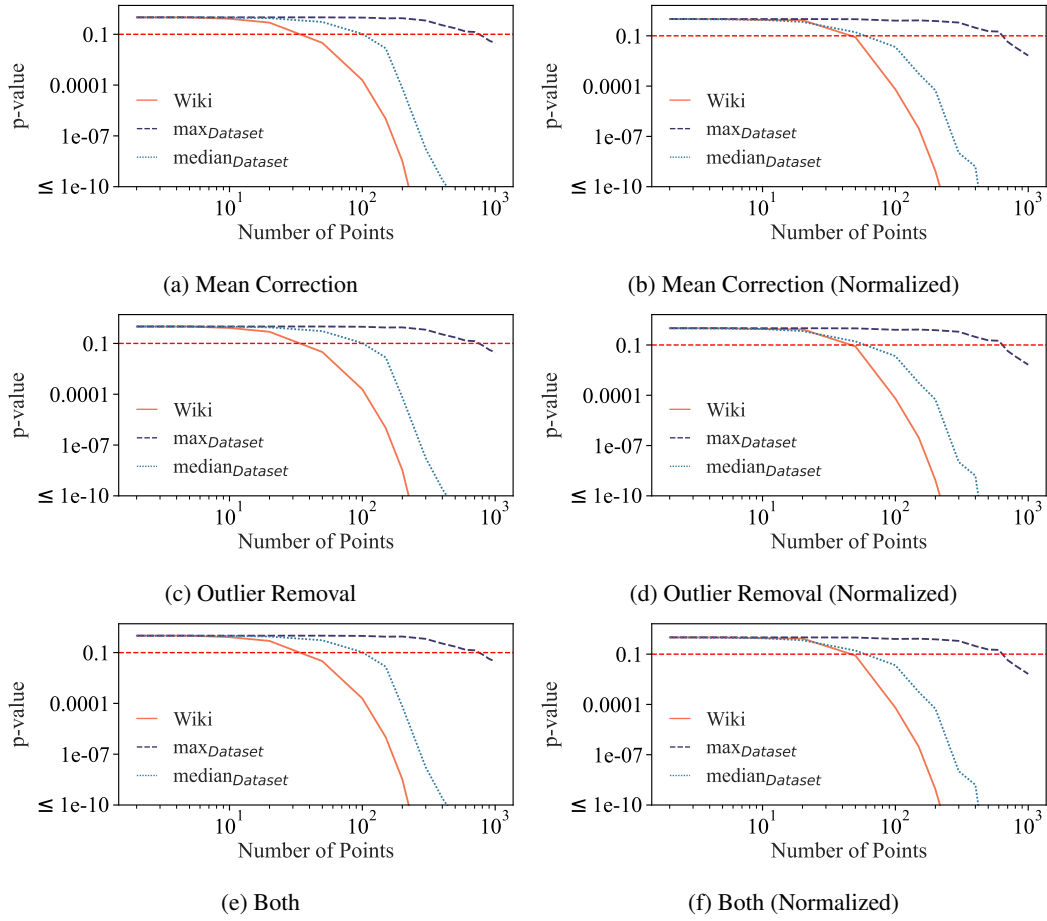 p-value
0.1
0.0001
1e-07
≤ 1e-10
Wiki
max_Dataset
median_Dataset
10^1 10^2 10^3
Number of Points
(a) Mean Correction
p-value
0.1
0.0001
1e-07
≤ 1e-10
Wiki
max_Dataset
median_Dataset
10^1 10^2 10^3
Number of Points
(b) Mean Correction (Normalized)
p-value
0.1
0.0001
1e-07
≤ 1e-10
Wiki
max_Dataset
median_Dataset
10^1 10^2 10^3
Number of Points
(c) Outlier Removal
p-value
0.1
0.0001
1e-07
≤ 1e-10
Wiki
max_Dataset
median_Dataset
10^1 10^2 10^3
Number of Points
(d) Outlier Removal (Normalized)
p-value
0.1
0.0001
1e-07
≤ 1e-10
Wiki
max_Dataset
median_Dataset
10^1 10^2 10^3
Number of Points
(e) Both
p-value
0.1
0.0001
1e-07
≤ 1e-10
Wiki
max_Dataset
median_Dataset
10^1 10^2 10^3
Number of Points
(f) Both (Normalized)